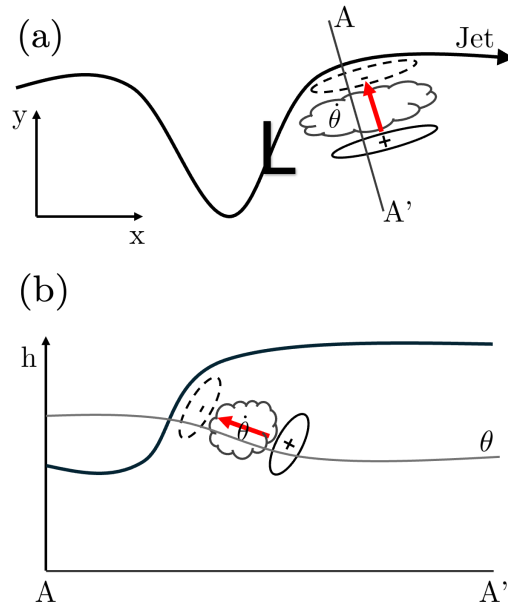 (a)
A
Jet
y
θ̇
+
-
L
A'
x
(b)
h
-
θ̇
+
θ
A
A'